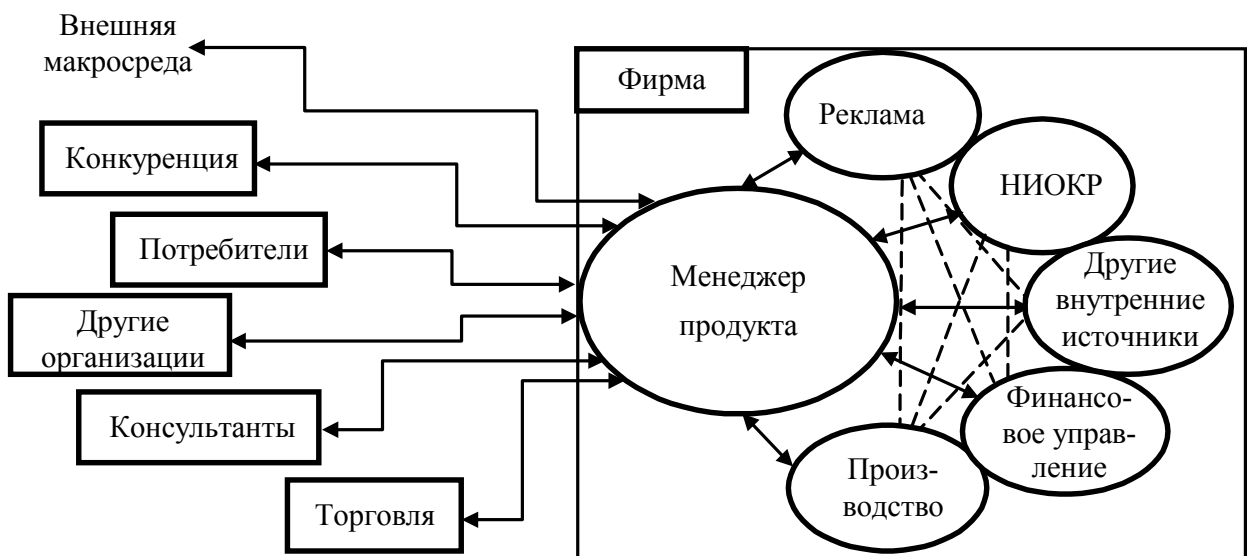 Внешняя
макросреда
Конкуренция
Потребители
Другие
организации
Консультанты
Торговля
Фирма
Менеджер
продукта
Реклама
НИОКР
Другие
внутренние
источники
Финансо-
вое управ-
ление
Произ-
водство